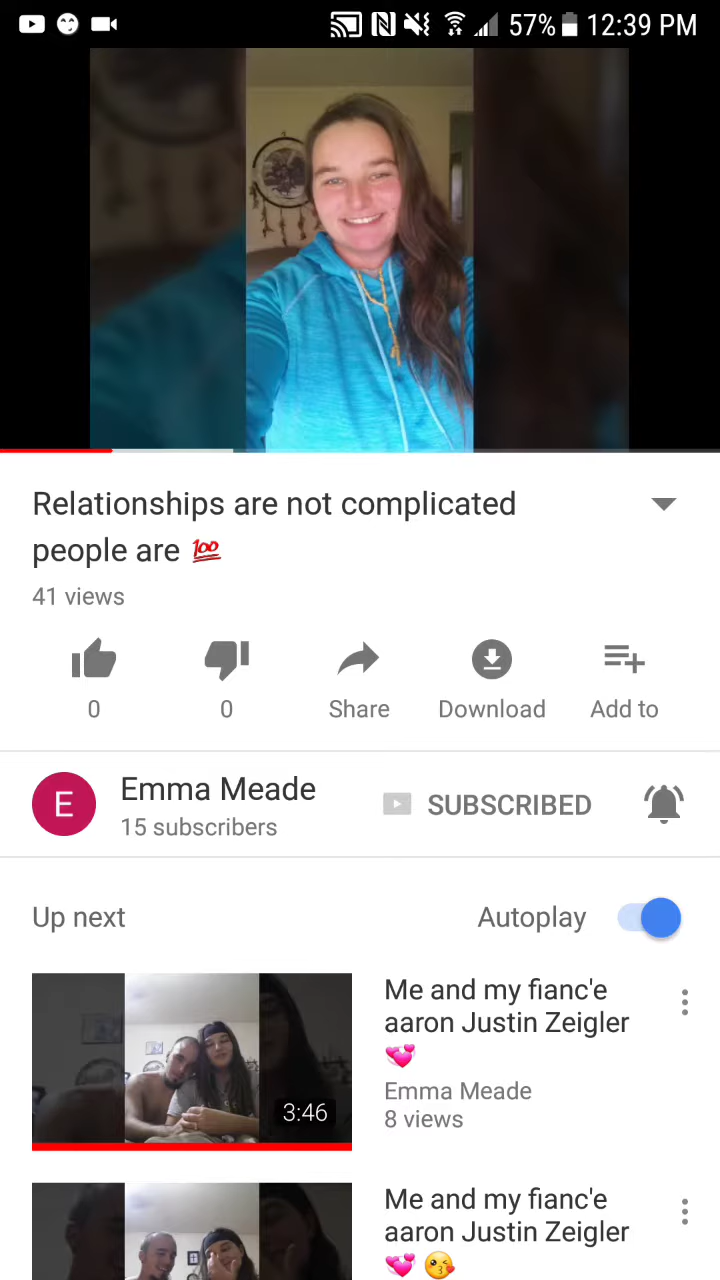 57% 12:39 PM
Relationships are not complicated
people are 💯
41 views
0
0
Share
Download
Add to
Emma Meade
15 subscribers
SUBSCRIBED
E
Up next
Autoplay
Me and my fianc'e
aaron Justin Zeigler
💞
Emma Meade
8 views
3:46
Me and my fianc'e
aaron Justin Zeigler
💞 😘